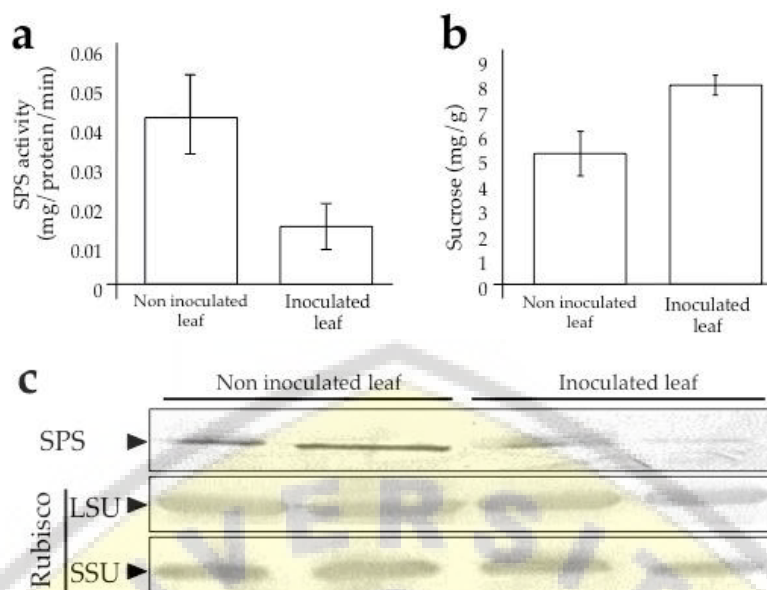 a
0.06
0.05
0.04
0.03
0.02
0.01
0
SPS activity
(mg/protein/min)
Non inoculated
leaf
Inoculated
leaf
b
9
8
7
6
5
4
3
2
1
0
Sucrose (mg/g)
Non inoculated
leaf
Inoculated
leaf
c
Non inoculated leaf
Inoculated leaf
SPS
Rubisco
LSU
SSU
VERSITA